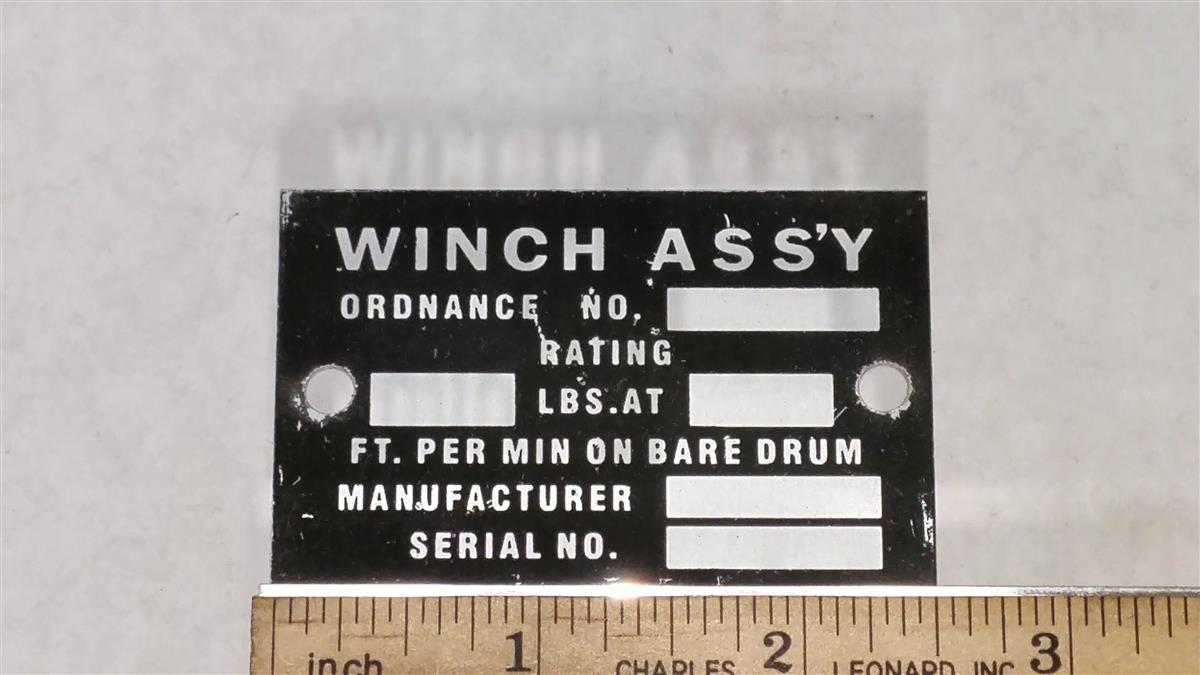 WINCH ASS'Y
ORDNANCE NO.
RATING
LBS. AT
FT. PER MIN ON BARE DRUM
MANUFACTURER
SERIAL NO.
1 2 3
inch CHARLES LEONARD, INC